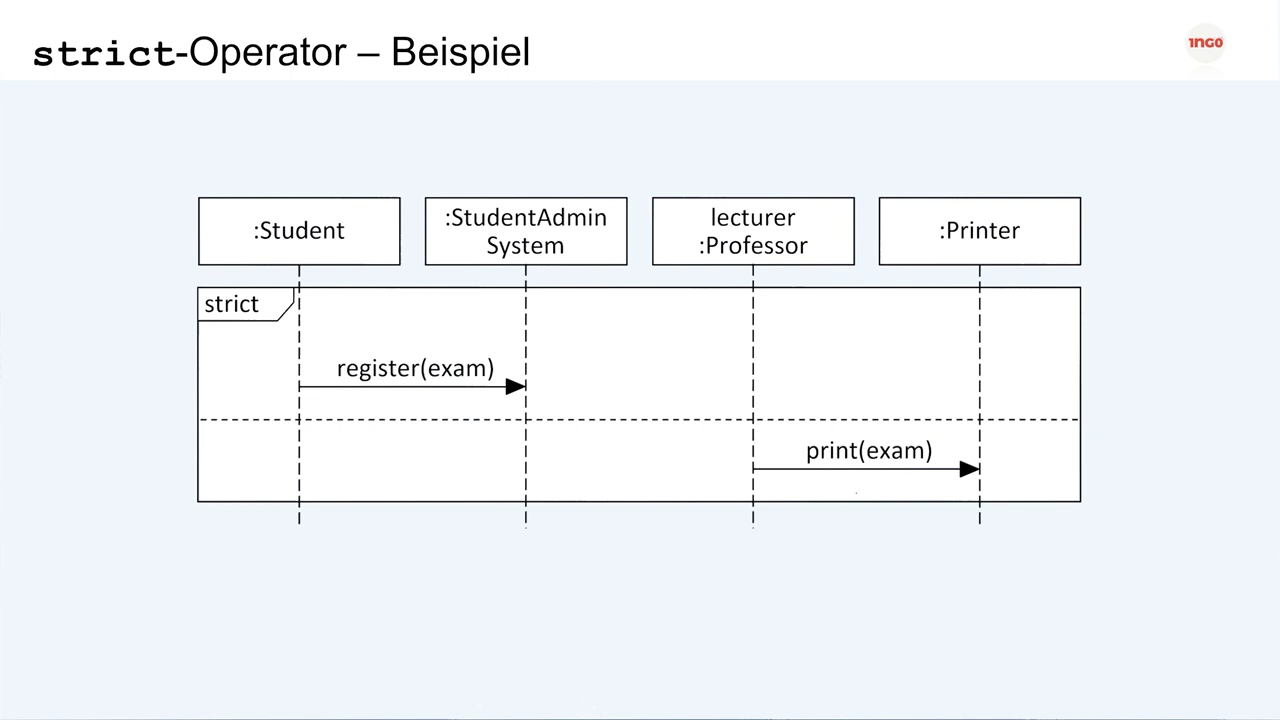 strict-Operator – Beispiel
1NGO
:Student
:StudentAdmin
System
lecturer
:Professor
:Printer
strict
register(exam)
print(exam)